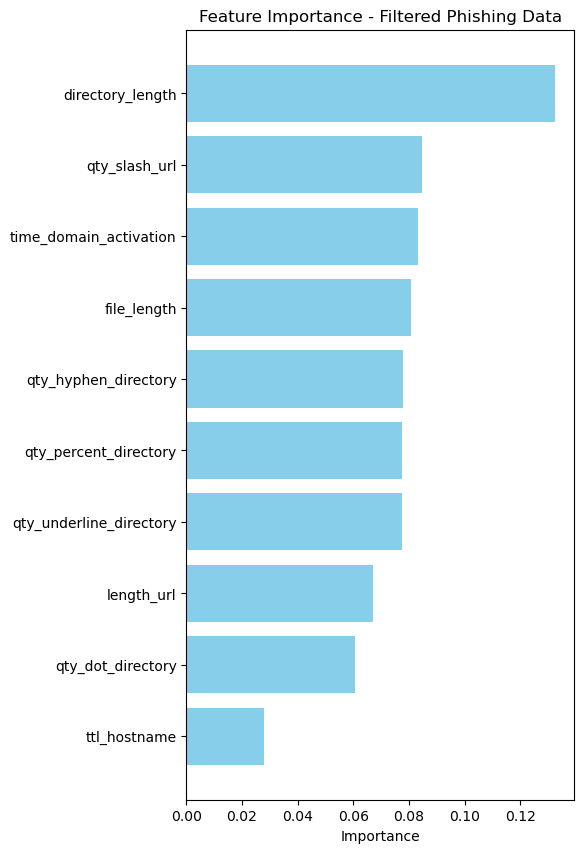 Feature Importance - Filtered Phishing Data
directory_length
qty_slash_url
time_domain_activation
file_length
qty_hyphen_directory
qty_percent_directory
qty_underline_directory
length_url
qty_dot_directory
ttl_hostname
0.00 0.02 0.04 0.06 0.08 0.10 0.12
Importance